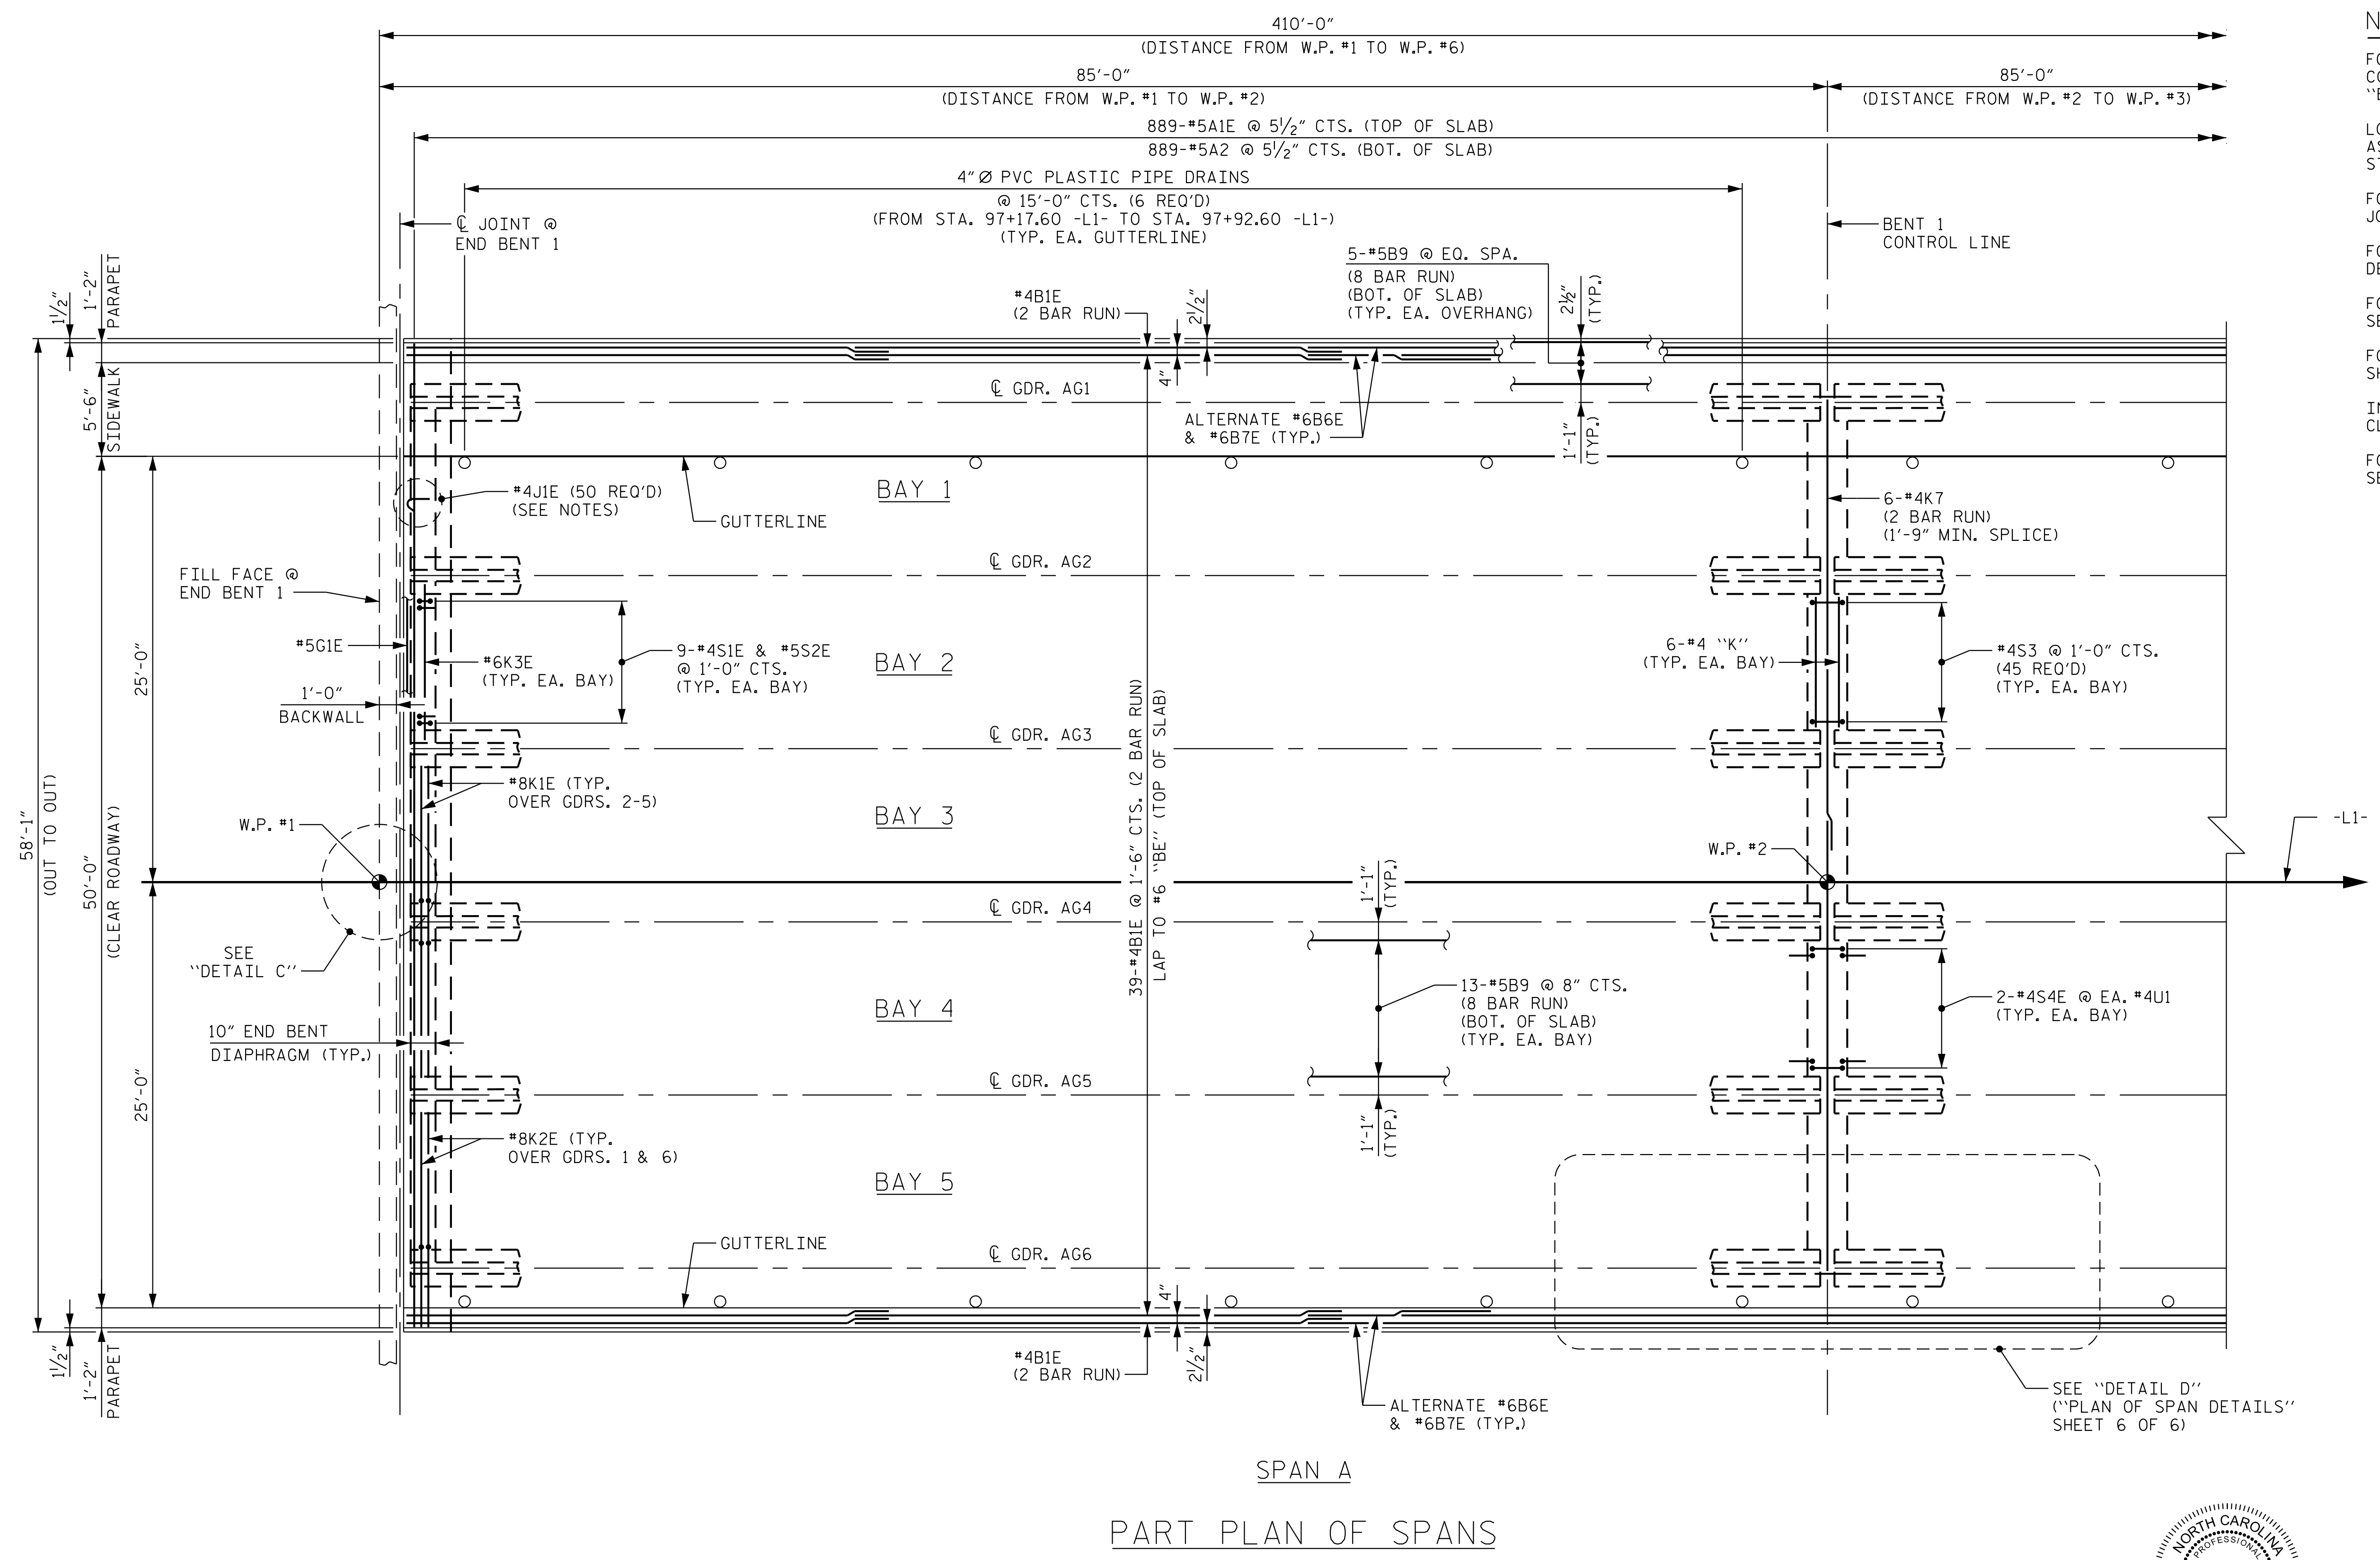 410'-0"
(DISTANCE FROM W.P. #1 TO W.P. #6)
85'-0"
(DISTANCE FROM W.P. #1 TO W.P. #2)
85'-0"
(DISTANCE FROM W.P. #2 TO W.P. #3)
889-#5A1E @ 5½" CTS. (TOP OF SLAB)
889-#5A2 @ 5½" CTS. (BOT. OF SLAB)
4"Ø PVC PLASTIC PIPE DRAINS
@ 15'-0" CTS. (6 REQ'D)
(FROM STA. 97+17.60 -L1- TO STA. 97+92.60 -L1-)
(TYP. EA. GUTTERLINE)
℄ JOINT @
END BENT 1
BENT 1
CONTROL LINE
5-#5B9 @ EQ. SPA.
(8 BAR RUN)
(BOT. OF SLAB)
(TYP. EA. OVERHANG)
2½"
(TYP.)
#4B1E
(2 BAR RUN)
2½"
4"
1½"
1'-2"
PARAPET
5'-6"
SIDEWALK
℄ GDR. AG1
ALTERNATE #6B6E
& #6B7E (TYP.)
1'-1"
(TYP.)
#4J1E (50 REQ'D)
(SEE NOTES)
BAY 1
GUTTERLINE
6-#4K7
(2 BAR RUN)
(1'-9" MIN. SPLICE)
FILL FACE @
END BENT 1
℄ GDR. AG2
#5G1E
#6K3E
(TYP. EA. BAY)
9-#4S1E & #5S2E
@ 1'-0" CTS.
(TYP. EA. BAY)
BAY 2
6-#4 "K"
(TYP. EA. BAY)
#4S3 @ 1'-0" CTS.
(45 REQ'D)
(TYP. EA. BAY)
25'-0"
1'-0"
BACKWALL
℄ GDR. AG3
#8K1E (TYP.
OVER GDRS. 2-5)
BAY 3
39-#4B1E @ 1'-6" CTS. (2 BAR RUN)
LAP TO #6 "BE" (TOP OF SLAB)
58'-1"
(OUT TO OUT)
50'-0"
(CLEAR ROADWAY)
W.P. #1
W.P. #2
-L1-
1'-1"
(TYP.)
℄ GDR. AG4
SEE
"DETAIL C"
13-#5B9 @ 8" CTS.
(8 BAR RUN)
(BOT. OF SLAB)
(TYP. EA. BAY)
BAY 4
2-#4S4E @ EA. #4U1
(TYP. EA. BAY)
10" END BENT
DIAPHRAGM (TYP.)
25'-0"
℄ GDR. AG5
1'-1"
(TYP.)
#8K2E (TYP.
OVER GDRS. 1 & 6)
BAY 5
GUTTERLINE
℄ GDR. AG6
4"
2½"
1½"
1'-2"
PARAPET
#4B1E
(2 BAR RUN)
ALTERNATE #6B6E
& #6B7E (TYP.)
SEE "DETAIL D"
("PLAN OF SPAN DETAILS"
SHEET 6 OF 6)
SPAN A
PART PLAN OF SPANS
NORTH CAROLINA
PROFESSIONAL